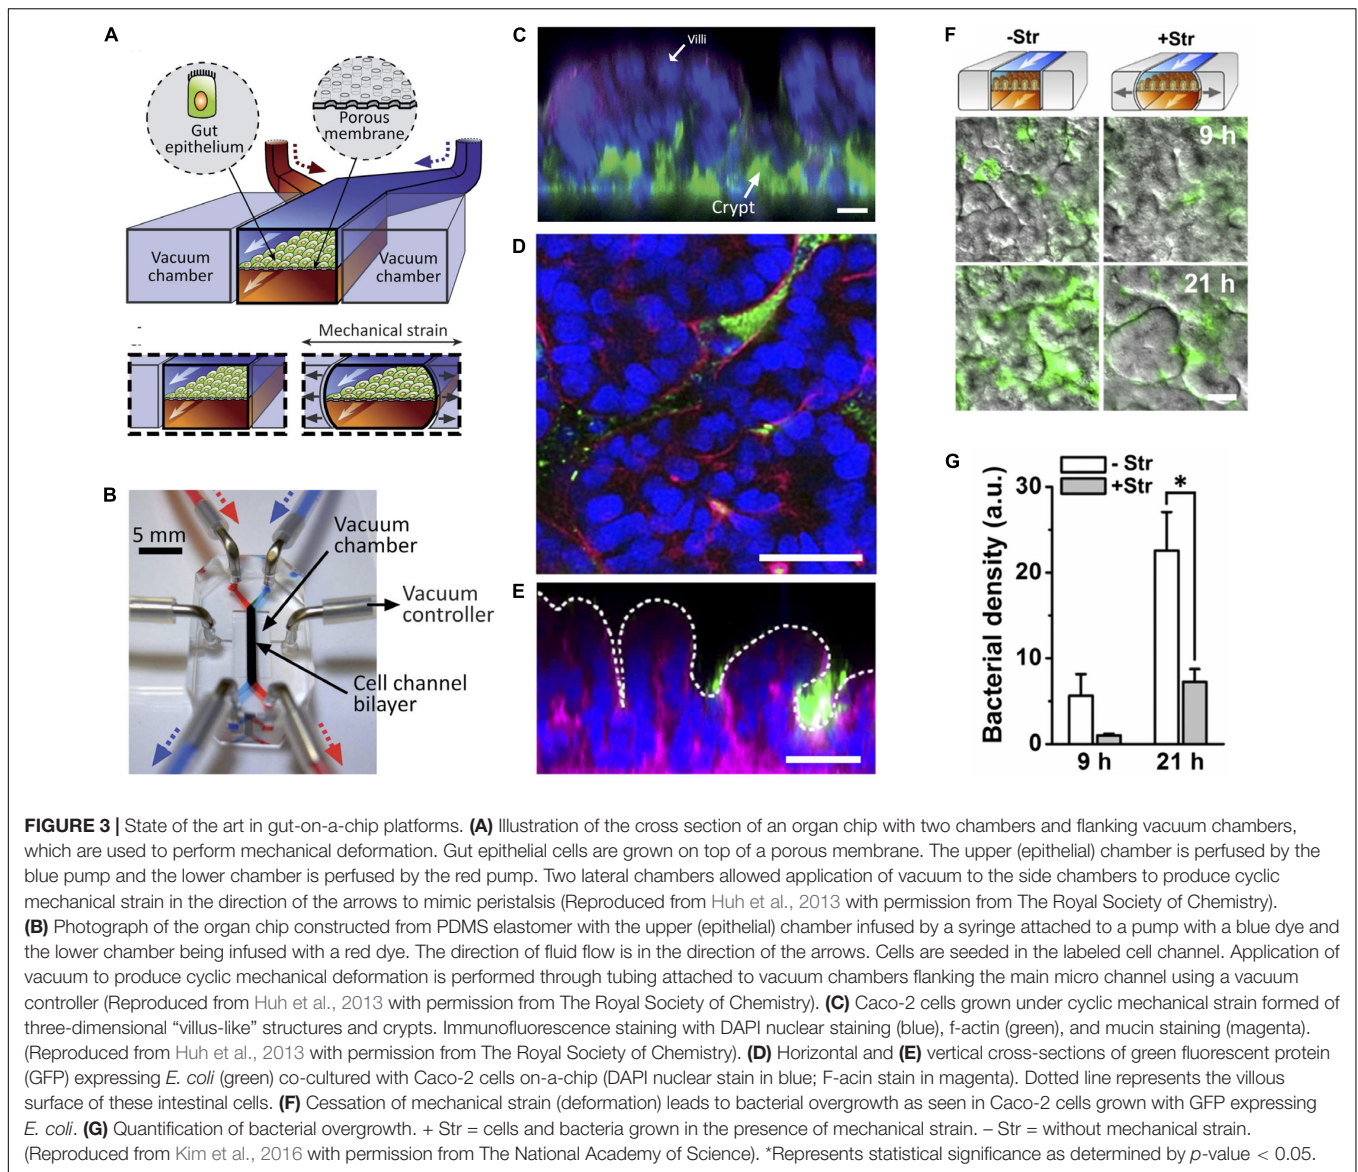 A
Gut
epithelium
Porous
membrane
Vacuum
chamber
Vacuum
chamber
Mechanical strain
B
5 mm
Vacuum
chamber
Vacuum
controller
Cell channel
bilayer
C
Villi
Crypt
D
E
F
-Str
+Str
9 h
21 h
G
- Str
+Str
*
Bacterial density (a.u.)
30
20
10
0
9 h
21 h
FIGURE 3 | State of the art in gut-on-a-chip platforms. (A) Illustration of the cross section of an organ chip with two chambers and flanking vacuum chambers,
which are used to perform mechanical deformation. Gut epithelial cells are grown on top of a porous membrane. The upper (epithelial) chamber is perfused by the
blue pump and the lower chamber is perfused by the red pump. Two lateral chambers allowed application of vacuum to the side chambers to produce cyclic
mechanical strain in the direction of the arrows to mimic peristalsis (Reproduced from Huh et al., 2013 with permission from The Royal Society of Chemistry).
(B) Photograph of the organ chip constructed from PDMS elastomer with the upper (epithelial) chamber infused by a syringe attached to a pump with a blue dye and
the lower chamber being infused with a red dye. The direction of fluid flow is in the direction of the arrows. Cells are seeded in the labeled cell channel. Application of
vacuum to produce cyclic mechanical deformation is performed through tubing attached to vacuum chambers flanking the main micro channel using a vacuum
controller (Reproduced from Huh et al., 2013 with permission from The Royal Society of Chemistry). (C) Caco-2 cells grown under cyclic mechanical strain formed of
three-dimensional “villus-like” structures and crypts. Immunofluorescence staining with DAPI nuclear staining (blue), f-actin (green), and mucin staining (magenta).
(Reproduced from Huh et al., 2013 with permission from The Royal Society of Chemistry). (D) Horizontal and (E) vertical cross-sections of green fluorescent protein
(GFP) expressing E. coli (green) co-cultured with Caco-2 cells on-a-chip (DAPI nuclear stain in blue; F-acin stain in magenta). Dotted line represents the villous
surface of these intestinal cells. (F) Cessation of mechanical strain (deformation) leads to bacterial overgrowth as seen in Caco-2 cells grown with GFP expressing
E. coli. (G) Quantification of bacterial overgrowth. + Str = cells and bacteria grown in the presence of mechanical strain. – Str = without mechanical strain.
(Reproduced from Kim et al., 2016 with permission from The National Academy of Science). *Represents statistical significance as determined by p-value < 0.05.